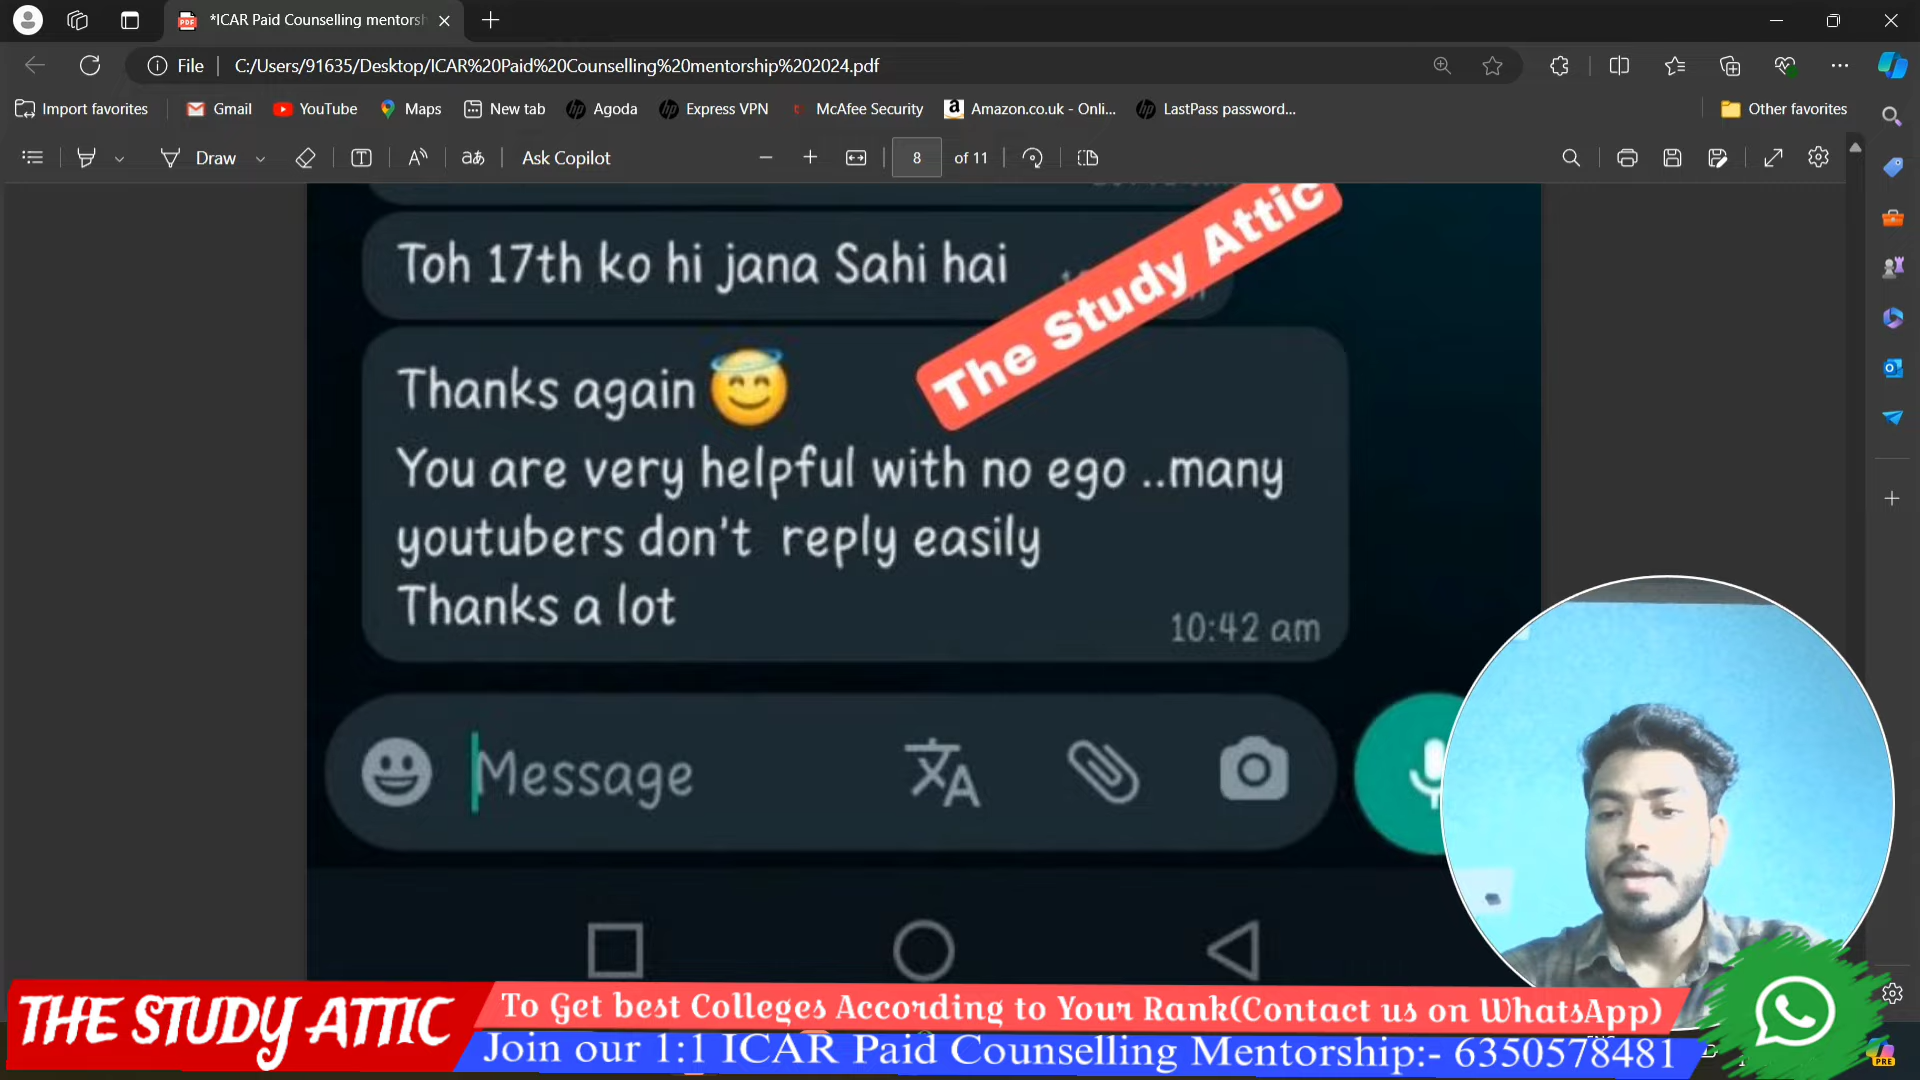 *ICAR Paid Counselling mentorsh
File
C:/Users/91635/Desktop/ICAR%20Paid%20Counselling%20mentorship%202024.pdf
Import favorites
Gmail
YouTube
Maps
New tab
Agoda
Express VPN
McAfee Security
Amazon.co.uk - Onli...
LastPass password...
Other favorites
Draw
Ask Copilot
8 of 11
Toh 17th ko hi jana Sahi hai
The Study Attic
Thanks again
You are very helpful with no ego ..many
youtubers don't reply easily
Thanks a lot
10:42 am
Message
THE STUDY ATTIC
To Get best Colleges According to Your Rank(Contact us on WhatsApp)
Join our 1:1 ICAR Paid Counselling Mentorship:- 6350578481
PRE